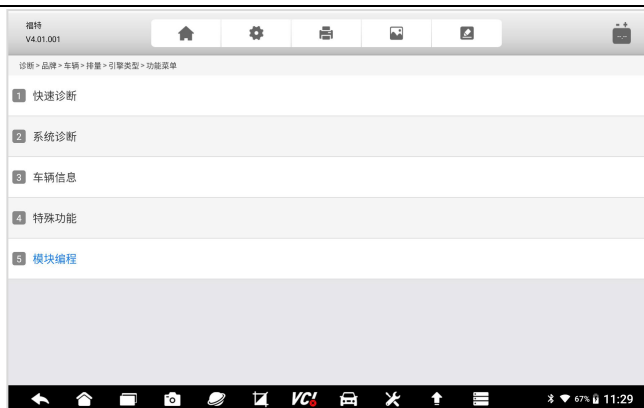 福特
V4.01.001
诊断 > 品牌 > 车辆 > 排量 > 引擎类型 > 功能菜单
1 快速诊断
2 系统诊断
3 车辆信息
4 特殊功能
5 模块编程
VCI 67% 11:29